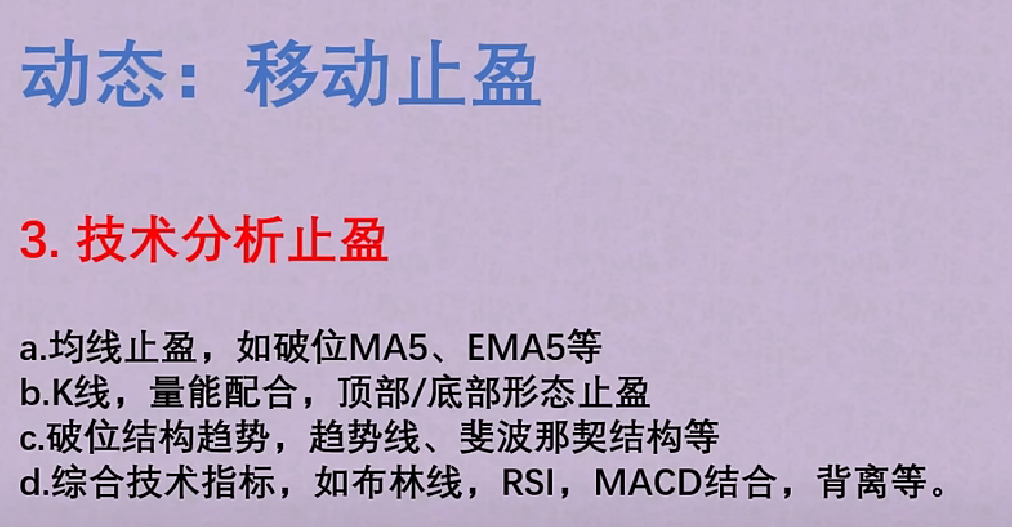 动态：移动止盈
3. 技术分析止盈
a.均线止盈，如破位MA5、EMA5等
b.K线，量能配合，顶部/底部形态止盈
c.破位结构趋势，趋势线、斐波那契结构等
d.综合技术指标，如布林线，RSI，MACD结合，背离等。